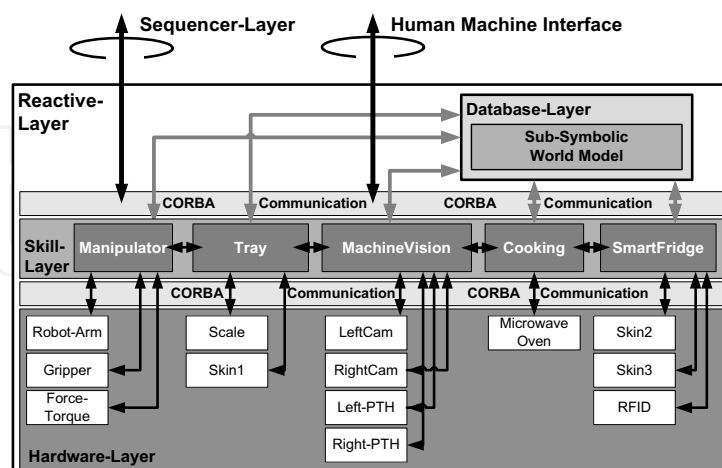 Sequencer-Layer
Human Machine Interface
Reactive-
Layer
Database-Layer
Sub-Symbolic
World Model
CORBA Communication CORBA Communication
Skill-
Layer
Manipulator Tray MachineVision Cooking SmartFridge
CORBA Communication CORBA Communication
Robot-Arm Scale LeftCam Microwave
Oven
Skin2
Gripper Skin1 RightCam Skin3
Force-
Torque
Left-PTH RFID
Right-PTH
Hardware-Layer